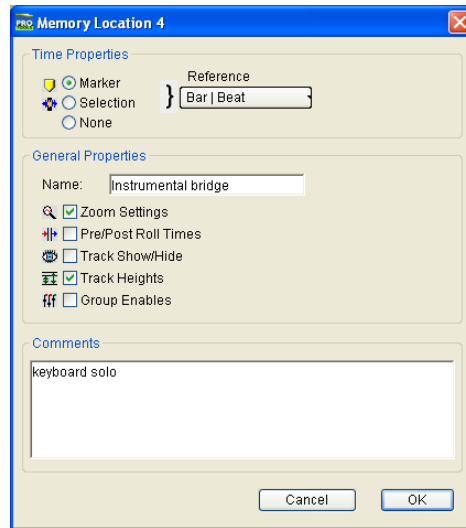 PRO Memory Location 4
Time Properties
Marker
Selection
None
Reference
Bar | Beat
General Properties
Name: Instrumental bridge
Zoom Settings
Pre/Post Roll Times
Track Show/Hide
Track Heights
Group Enables
Comments
keyboard solo
Cancel OK